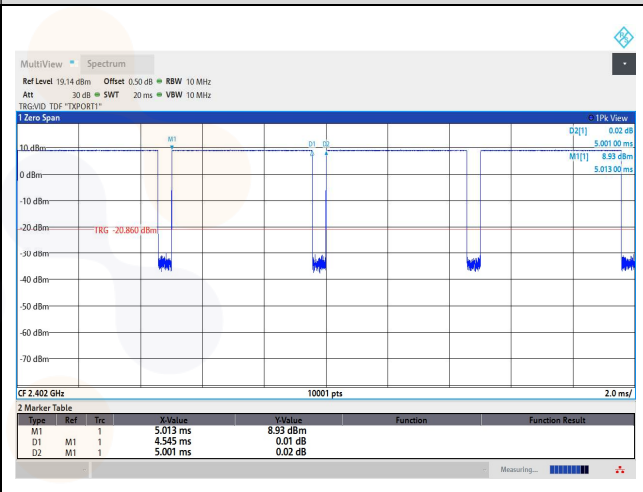 MultiView Spectrum
Ref Level 19.14 dBm Offset 0.50 dB RBW 10 MHz
Att 30 dB SWT 20 ms VBW 10 MHz
TRG:VID TDF "TXPORT1"
1 Zero Span 1Pk View
D2[1] 0.02 dB
5.001 00 ms
M1[1] 8.93 dBm
5.013 00 ms
M1 D1 D2
10 dBm
0 dBm
-10 dBm
-20 dBm
TRG -20.860 dBm
-30 dBm
-40 dBm
-50 dBm
-60 dBm
-70 dBm
CF 2.402 GHz 10001 pts 2.0 ms/
2 Marker Table
Type Ref Trc X-Value Y-Value Function Function Result
M1 1 5.013 ms 8.93 dBm
D1 M1 1 4.545 ms 0.01 dB
D2 M1 1 5.001 ms 0.02 dB
Measuring...